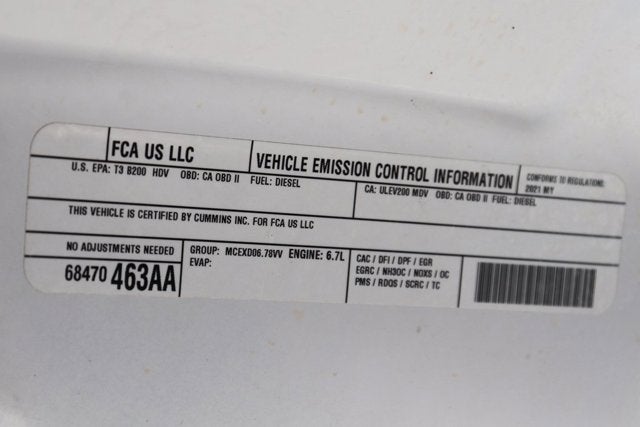 FCA US LLC
VEHICLE EMISSION CONTROL INFORMATION
CONFORMS TO REGULATIONS:
2021 MY
U.S. EPA: T3 B200 HDV OBD: CA OBD II FUEL: DIESEL
CA: ULEV200 MDV OBD: CA OBD II FUEL: DIESEL
THIS VEHICLE IS CERTIFIED BY CUMMINS INC. FOR FCA US LLC
NO ADJUSTMENTS NEEDED
68470 463AA
GROUP: MCEXD06.78VV ENGINE: 6.7L
EVAP:
CAC / DFI / DPF / EGR
EGRC / NH3OC / NOXS / OC
PMS / RDQS / SCRC / TC